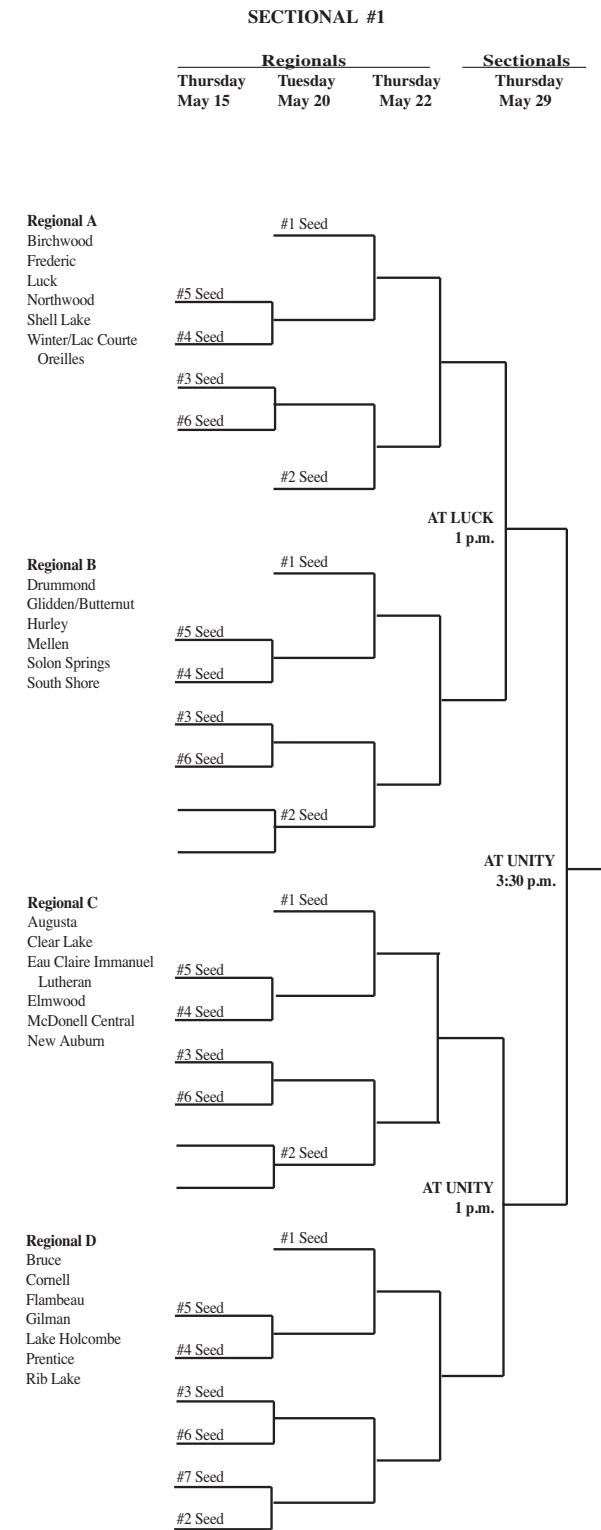 SECTIONAL #1
Regionals
Sectionals
Thursday
May 15
Tuesday
May 20
Thursday
May 22
Thursday
May 29
Regional A
Birchwood
Frederic
Luck
Northwood
Shell Lake
Winter/Lac Courte
Oreilles
#1 Seed
#5 Seed
#4 Seed
#3 Seed
#6 Seed
#2 Seed
AT LUCK
1 p.m.
Regional B
Drummond
Glidden/Butternut
Hurley
Mellen
Solon Springs
South Shore
#1 Seed
#5 Seed
#4 Seed
#3 Seed
#6 Seed
#2 Seed
AT UNITY
3:30 p.m.
Regional C
Augusta
Clear Lake
Eau Claire Immanuel
Lutheran
Elmwood
McDonell Central
New Auburn
#1 Seed
#5 Seed
#4 Seed
#3 Seed
#6 Seed
#2 Seed
AT UNITY
1 p.m.
Regional D
Bruce
Cornell
Flambeau
Gilman
Lake Holcombe
Prentice
Rib Lake
#1 Seed
#5 Seed
#4 Seed
#3 Seed
#6 Seed
#7 Seed
#2 Seed